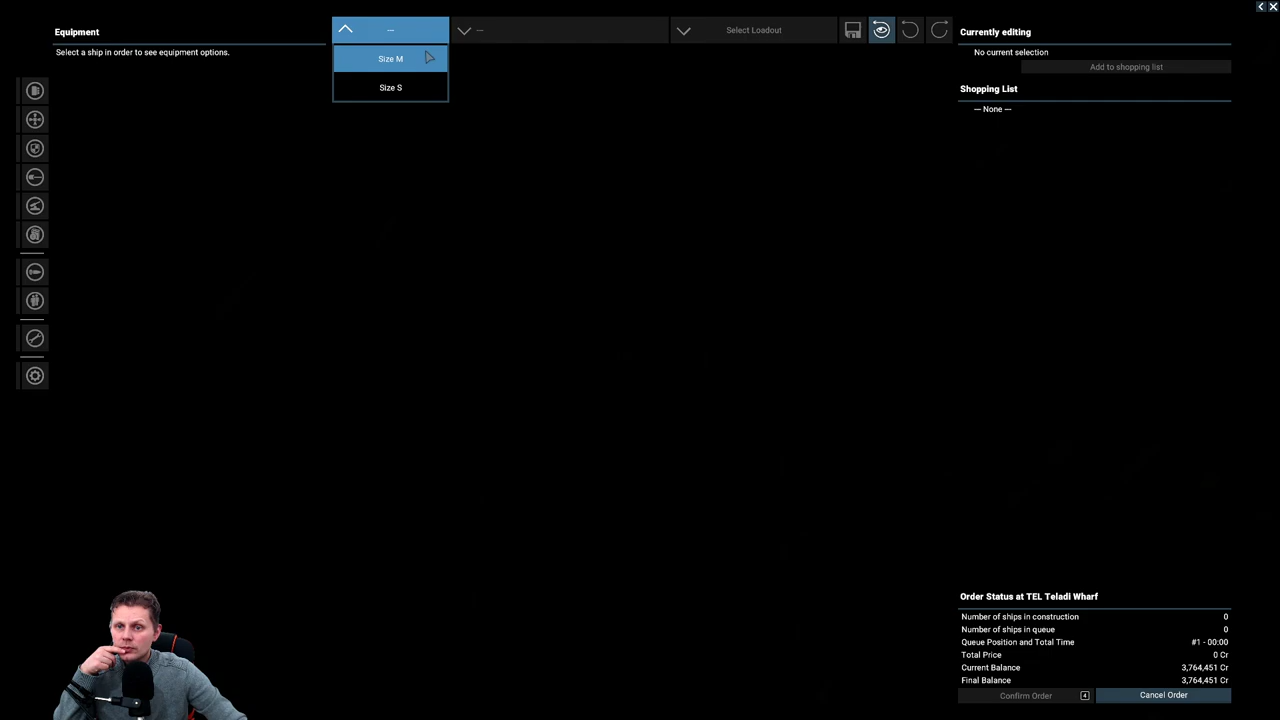 Equipment
Select a ship in order to see equipment options.
—
Size M
Size S
—
Select Loadout
Currently editing
No current selection
Add to shopping list
Shopping List
— None —
Order Status at TEL Teladi Wharf
Number of ships in construction 0
Number of ships in queue 0
Queue Position and Total Time #1 - 00:00
Total Price 0 Cr
Current Balance 3,764,451 Cr
Final Balance 3,764,451 Cr
Confirm Order 4
Cancel Order